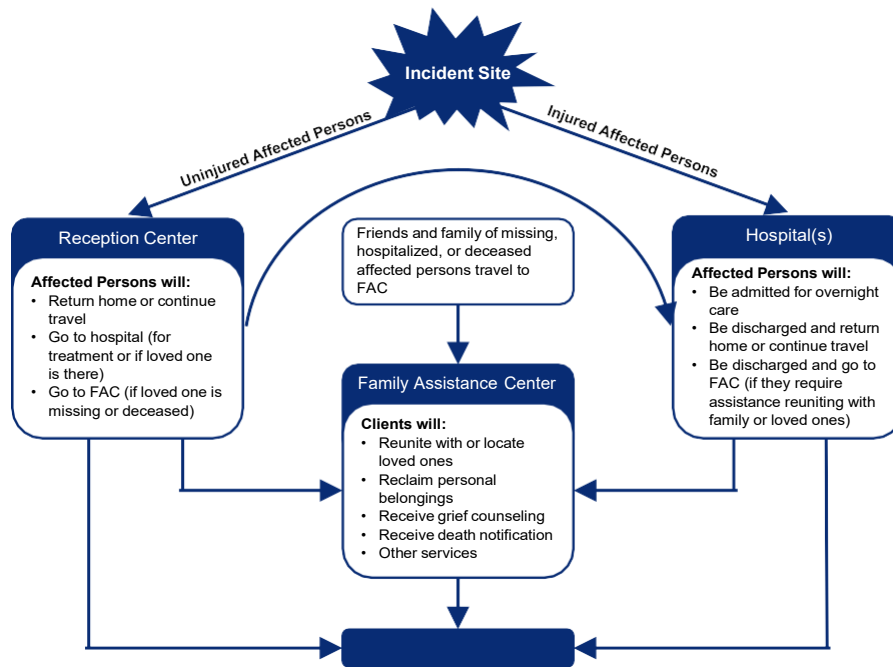 Incident Site
Uninjured Affected Persons
Injured Affected Persons
Reception Center
Affected Persons will:
• Return home or continue
travel
• Go to hospital (for
treatment or if loved one
is there)
• Go to FAC (if loved one is
missing or deceased)
Friends and family of missing,
hospitalized, or deceased
affected persons travel to
FAC
Hospital(s)
Affected Persons will:
• Be admitted for overnight
care
• Be discharged and return
home or continue travel
• Be discharged and go to
FAC (if they require
assistance reuniting with
family or loved ones)
Family Assistance Center
Clients will:
• Reunite with or locate
loved ones
• Reclaim personal
belongings
• Receive grief counseling
• Receive death notification
• Other services